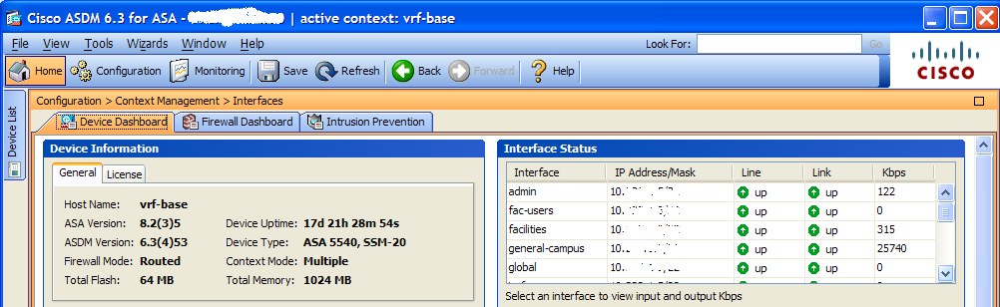 Cisco ASDM 6.3 for ASA - | active context: vrf-base
File View Tools Wizards Window Help Look For: Go
Home Configuration Monitoring Save Refresh Back Forward Help
CISCO
Device List
Configuration > Context Management > Interfaces
Device Dashboard Firewall Dashboard Intrusion Prevention
Device Information
General License
Host Name: vrf-base
ASA Version: 8.2(3)5 Device Uptime: 17d 21h 28m 54s
ASDM Version: 6.3(4)53 Device Type: ASA 5540, SSM-20
Firewall Mode: Routed Context Mode: Multiple
Total Flash: 64 MB Total Memory: 1024 MB
Interface Status
Interface IP Address/Mask Line Link Kbps
admin 10. up up 122
fac-users 10. up up 0
facilities 10. up up 315
general-campus 10. up up 25740
global 10. up up 0
Select an interface to view input and output Kbps